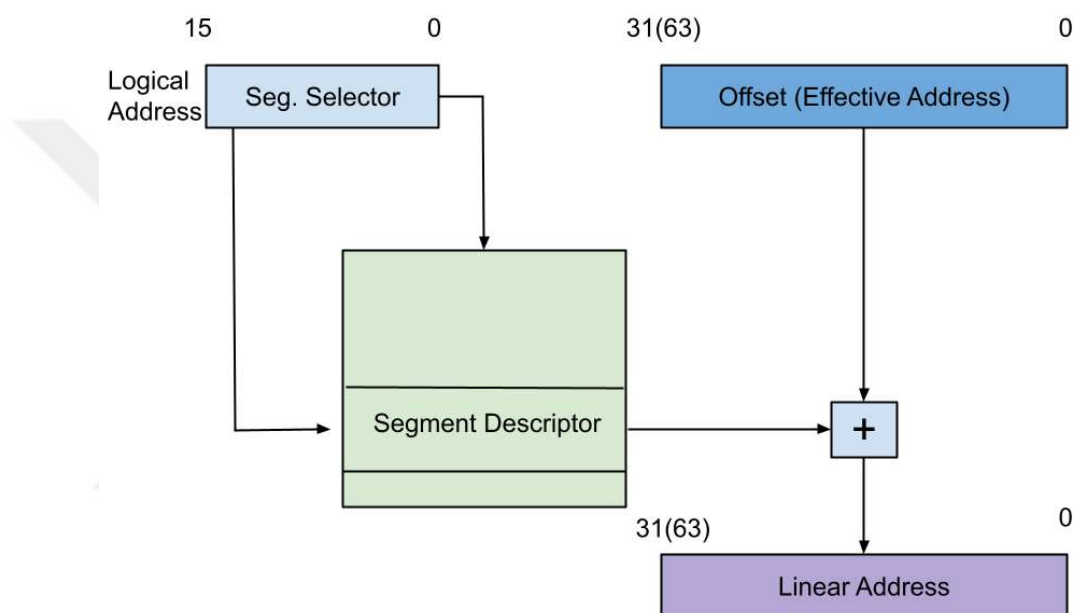 15 0 31(63) 0
Logical
Address
Seg. Selector
Offset (Effective Address)
Segment Descriptor
+
31(63) 0
Linear Address